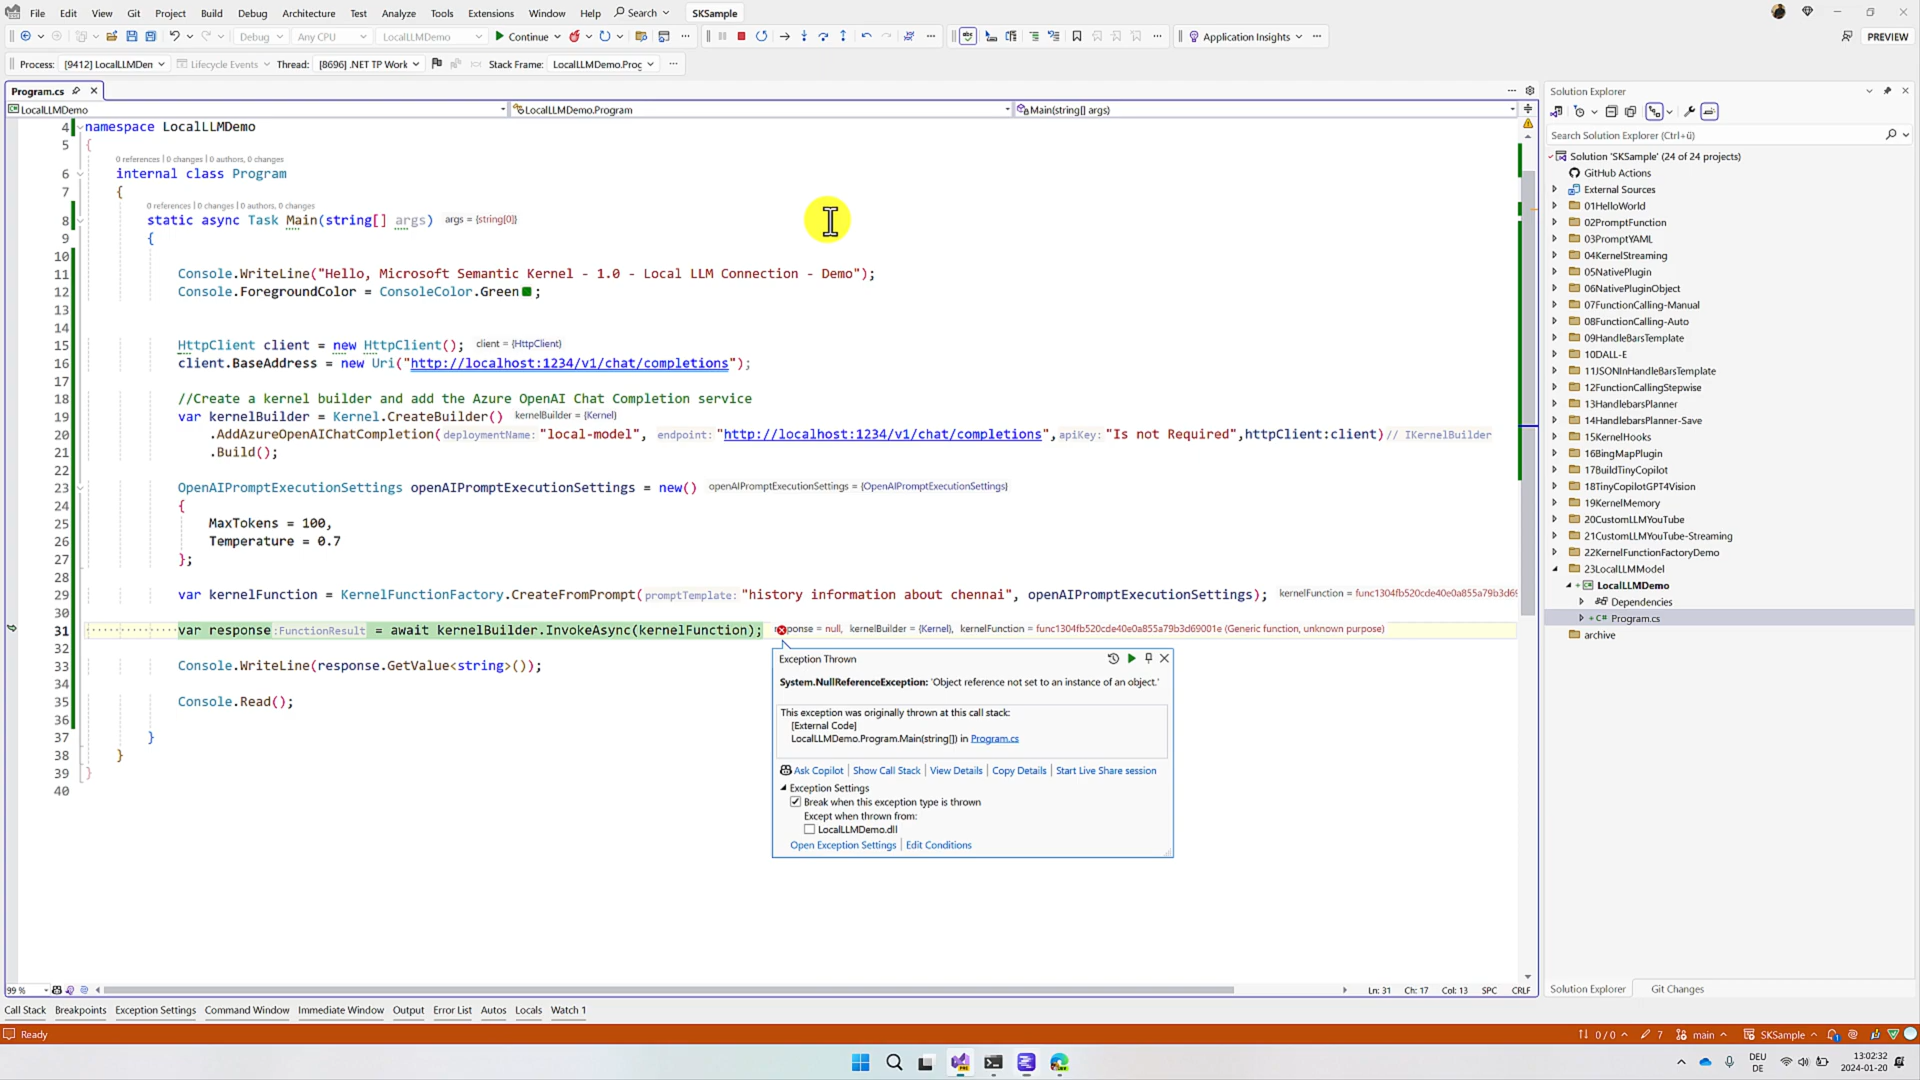 File Edit View Git Project Build Debug Architecture Test Analyze Tools Extensions Window Help Search SKSample
Debug Any CPU LocalLLMDemo Continue Application Insights PREVIEW
Process: [9412] LocalLLMDen Lifecycle Events Thread: [8696] .NET TP Work Stack Frame: LocalLLMDemo.Prog
Program.cs
LocalLLMDemo LocalLLMDemo.Program Main(string[] args)
4 namespace LocalLLMDemo
5 {
0 references | 0 changes | 0 authors, 0 changes
6 internal class Program
7 {
0 references | 0 changes | 0 authors, 0 changes
8 static async Task Main(string[] args) args = {string[0]}
9 {
10
11 Console.WriteLine("Hello, Microsoft Semantic Kernel - 1.0 - Local LLM Connection - Demo");
12 Console.ForegroundColor = ConsoleColor.Green;
13
14
15 HttpClient client = new HttpClient(); client = {HttpClient}
16 client.BaseAddress = new Uri("http://localhost:1234/v1/chat/completions");
17
18 //Create a kernel builder and add the Azure OpenAI Chat Completion service
19 var kernelBuilder = Kernel.CreateBuilder() kernelBuilder = {Kernel}
20 .AddAzureOpenAIChatCompletion(deploymentName:"local-model", endpoint:"http://localhost:1234/v1/chat/completions",apiKey:"Is not Required",httpClient:client)// IKernelBuilder
21 .Build();
22
23 OpenAIPromptExecutionSettings openAIPromptExecutionSettings = new() openAIPromptExecutionSettings = {OpenAIPromptExecutionSettings}
24 {
25 MaxTokens = 100,
26 Temperature = 0.7
27 };
28
29 var kernelFunction = KernelFunctionFactory.CreateFromPrompt(promptTemplate:"history information about chennai", openAIPromptExecutionSettings); kernelFunction = func1304fb520cde40e0a855a79b3d69
30
31 var response:FunctionResult = await kernelBuilder.InvokeAsync(kernelFunction); ponse = null, kernelBuilder = {Kernel}, kernelFunction = func1304fb520cde40e0a855a79b3d69001e (Generic function, unknown purpose)
32
33 Console.WriteLine(response.GetValue<string>());
34
35 Console.Read();
36
37 }
38 }
39 }
40
Exception Thrown
System.NullReferenceException: 'Object reference not set to an instance of an object.'
This exception was originally thrown at this call stack:
[External Code]
LocalLLMDemo.Program.Main(string[]) in Program.cs
Ask Copilot | Show Call Stack | View Details | Copy Details | Start Live Share session
Exception Settings
Break when this exception type is thrown
Except when thrown from:
LocalLLMDemo.dll
Open Exception Settings | Edit Conditions
99 % Ln: 31 Ch: 17 Col: 13 SPC CRLF
Solution Explorer
Search Solution Explorer (Ctrl+ü)
Solution 'SKSample' (24 of 24 projects)
GitHub Actions
External Sources
01HelloWorld
02PromptFunction
03PromptYAML
04KernelStreaming
05NativePlugin
06NativePluginObject
07FunctionCalling-Manual
08FunctionCalling-Auto
09HandleBarsTemplate
10DALL-E
11JSONInHandleBarsTemplate
12FunctionCallingStepwise
13HandlebarsPlanner
14HandlebarsPlanner-Save
15KernelHooks
16BingMapPlugin
17BuildTinyCopilot
18TinyCopilotGPT4Vision
19KernelMemory
20CustomLLMYouTube
21CustomLLMYouTube-Streaming
22KernelFunctionFactoryDemo
23LocalLLMModel
LocalLLMDemo
Dependencies
C# Program.cs
archive
Solution Explorer Git Changes
Call Stack Breakpoints Exception Settings Command Window Immediate Window Output Error List Autos Locals Watch 1
Ready 0 / 0 7 main SKSample
DEU
DE
13:02:32
2024-01-20